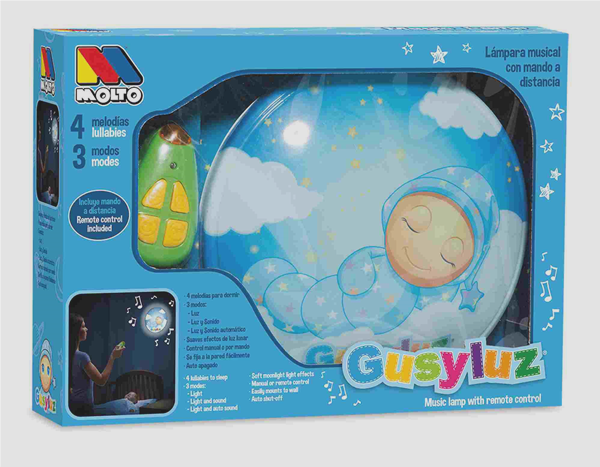 MOLTO
Lámpara musical
con mando a
distancia
4 melodías
lullabies
3 modos
modes
Incluye mando
a distancia
Remote control
included
- 4 melodías para dormir
- 3 modos:
- Luz
- Luz y Sonido
- Luz y Sonido automático
Suaves efectos de luz lunar
Control manual o por mando
Se fija a la pared fácilmente
Auto apagado
- 4 lullabies to sleep
- 3 modes:
- Light
- Light and sound
- Light and auto sound
- Soft moonlight light effects
- Manual or remote control
- Easily mounts to wall
- Auto shut-off
Gusyluz
Gusyluz
Music lamp with remote control